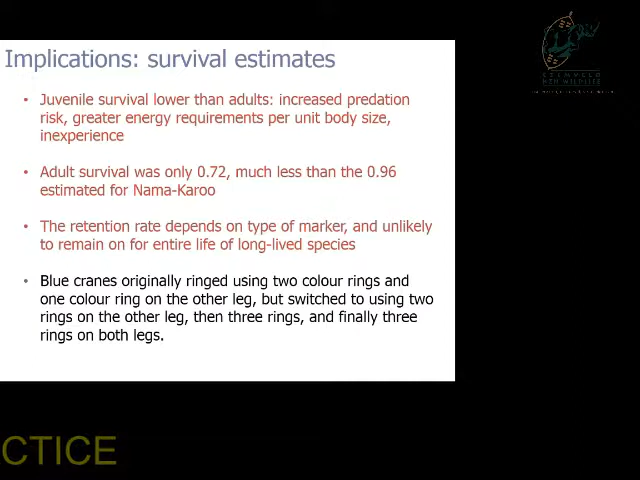 Implications: survival estimates
• Juvenile survival lower than adults: increased predation
risk, greater energy requirements per unit body size,
inexperience
• Adult survival was only 0.72, much less than the 0.96
estimated for Nama-Karoo
• The retention rate depends on type of marker, and unlikely
to remain on for entire life of long-lived species
• Blue cranes originally ringed using two colour rings and
one colour ring on the other leg, but switched to using two
rings on the other leg, then three rings, and finally three
rings on both legs.
CTICE